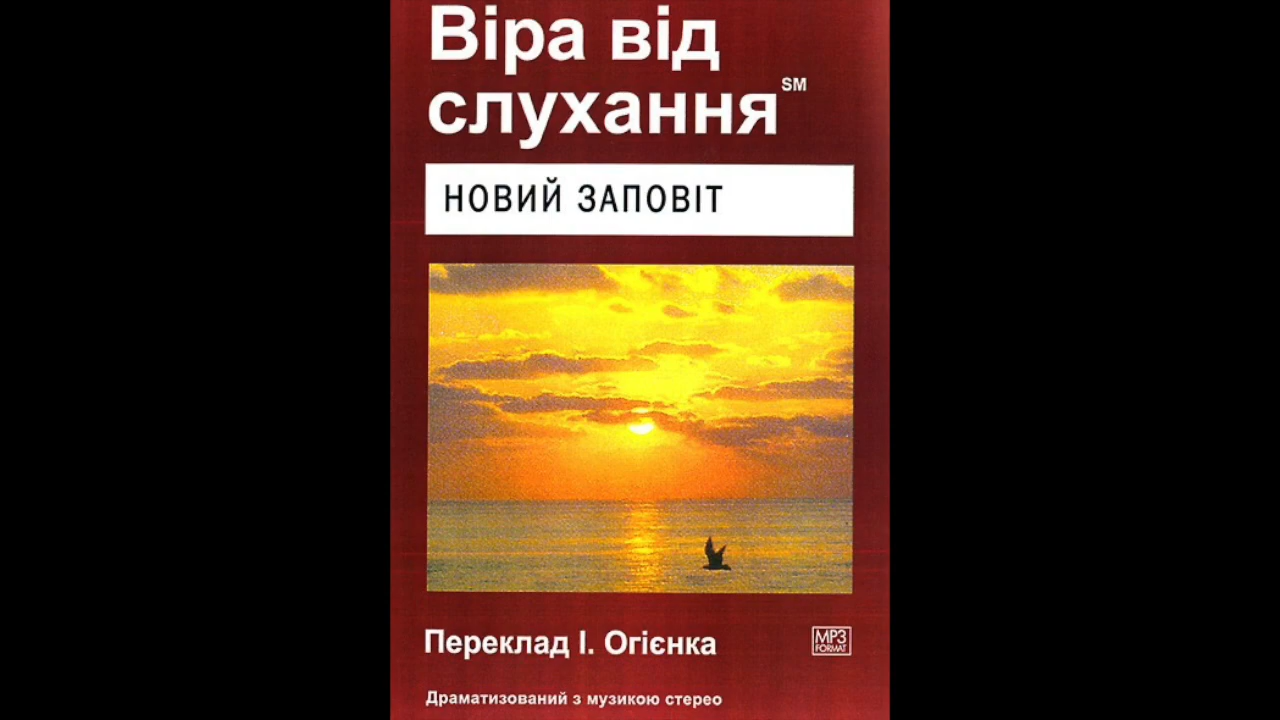 Віра від
слухання SM
НОВИЙ ЗАПОВІТ
Переклад І. Огієнка
MP3
FORMAT
Драматизований з музикою стерео